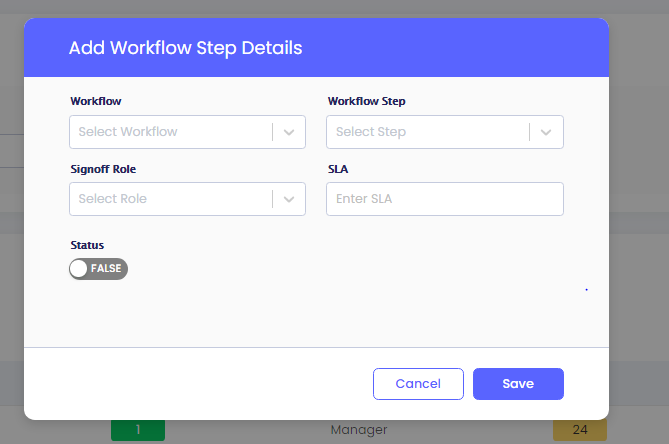 Add Workflow Step Details
Workflow Workflow Step
Select Workflow Select Step
Signoff Role SLA
Select Role Enter SLA
Status
FALSE
Cancel Save
1 Manager 24